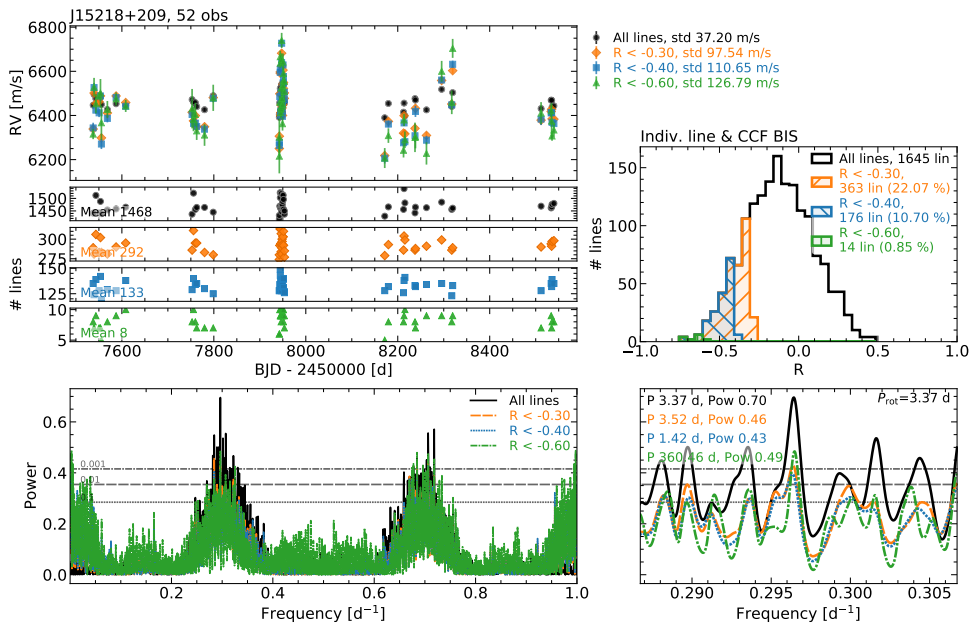 J15218+209, 52 obs
6800
6600
6400
6200
RV [m/s]
All lines, std 37.20 m/s
R < -0.30, std 97.54 m/s
R < -0.40, std 110.65 m/s
R < -0.60, std 126.79 m/s
1500
1450
Mean 1468
300
275
Mean 292
150
125
Mean 133
10
5
Mean 8
# lines
7600
7800
8000
8200
8400
BJD - 2450000 [d]
Indiv. line & CCF BIS
150
100
50
0
# lines
All lines, 1645 lin
R < -0.30,
363 lin (22.07 %)
R < -0.40,
176 lin (10.70 %)
R < -0.60,
14 lin (0.85 %)
−1.0
−0.5
0.0
0.5
1.0
R
0.6
0.4
0.2
0.0
Power
All lines
R < -0.30
R < -0.40
R < -0.60
0.001
0.01
0.2
0.4
0.6
0.8
1.0
Frequency [d⁻¹]
P 3.37 d, Pow 0.70
P 3.52 d, Pow 0.46
P 1.42 d, Pow 0.43
P 360.46 d, Pow 0.49
P_rot=3.37 d
0.290
0.295
0.300
0.305
Frequency [d⁻¹]